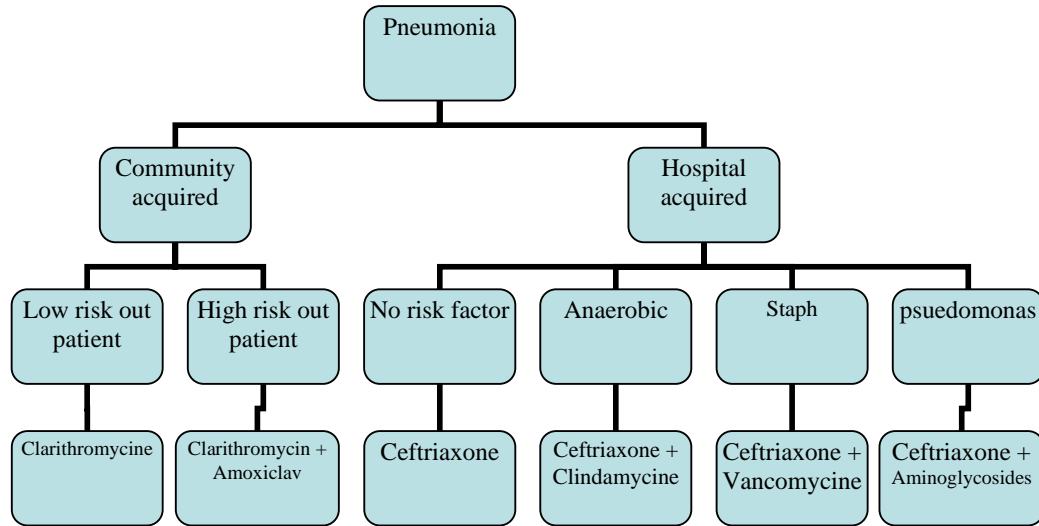 Pneumonia
Community
acquired
Hospital
acquired
Low risk out
patient
High risk out
patient
No risk factor
Anaerobic
Staph
psuedomonas
Clarithromycine
Clarithromycin +
Amoxiclav
Ceftriaxone
Ceftriaxone +
Clindamycine
Ceftriaxone +
Vancomycine
Ceftriaxone +
Aminoglycosides